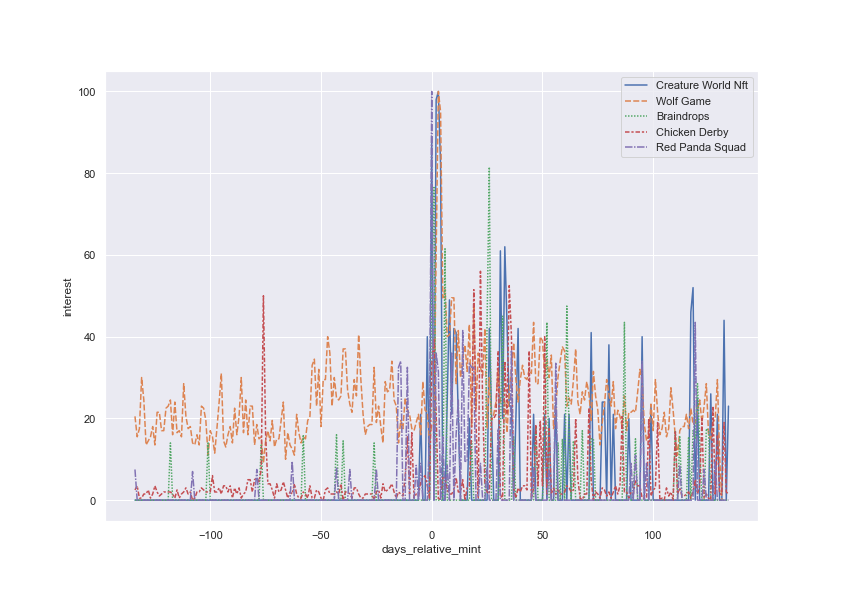 100
80
60
40
20
0
interest
−100
−50
0
50
100
days_relative_mint
Creature World Nft
Wolf Game
Braindrops
Chicken Derby
Red Panda Squad